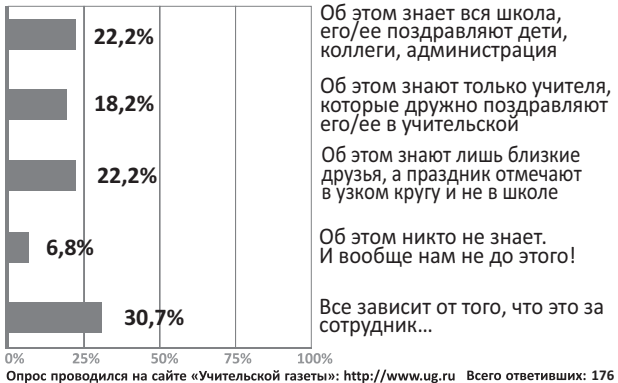 22,2%
Об этом знает вся школа,
его/ее поздравляют дети,
коллеги, администрация
18,2%
Об этом знают только учителя,
которые дружно поздравляют
его/ее в учительской
22,2%
Об этом знают лишь близкие
друзья, а праздник отмечают
в узком кругу и не в школе
6,8%
Об этом никто не знает.
И вообще нам не до этого!
30,7%
Все зависит от того, что это за
сотрудник...
0% 25% 50% 75% 100%
Опрос проводился на сайте «Учительской газеты»: http://www.ug.ru Всего ответивших: 176